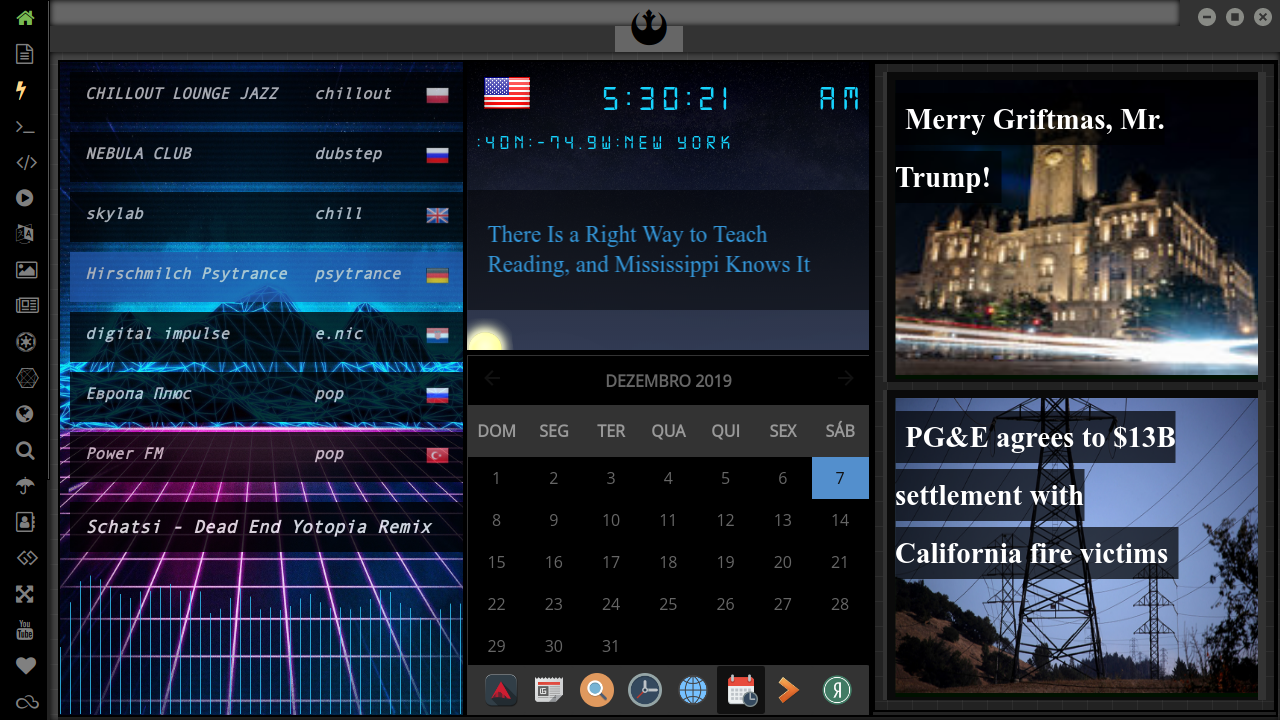 CHILLOUT LOUNGE JAZZ chillout
NEBULA CLUB dubstep
skylab chill
Hirschmilch Psytrance psytrance
digital impulse e.nic
Европа Плюс pop
Power FM pop
Schatsi - Dead End Yotopia Remix
5:30:21 AM
:40N:-74.9W:NEW YORK
There Is a Right Way to Teach
Reading, and Mississippi Knows It
DEZEMBRO 2019
DOM SEG TER QUA QUI SEX SÁB
1 2 3 4 5 6 7
8 9 10 11 12 13 14
15 16 17 18 19 20 21
22 23 24 25 26 27 28
29 30 31
Я
Merry Griftmas, Mr.
Trump!
PG&E agrees to $13B
settlement with
California fire victims
You
Tube